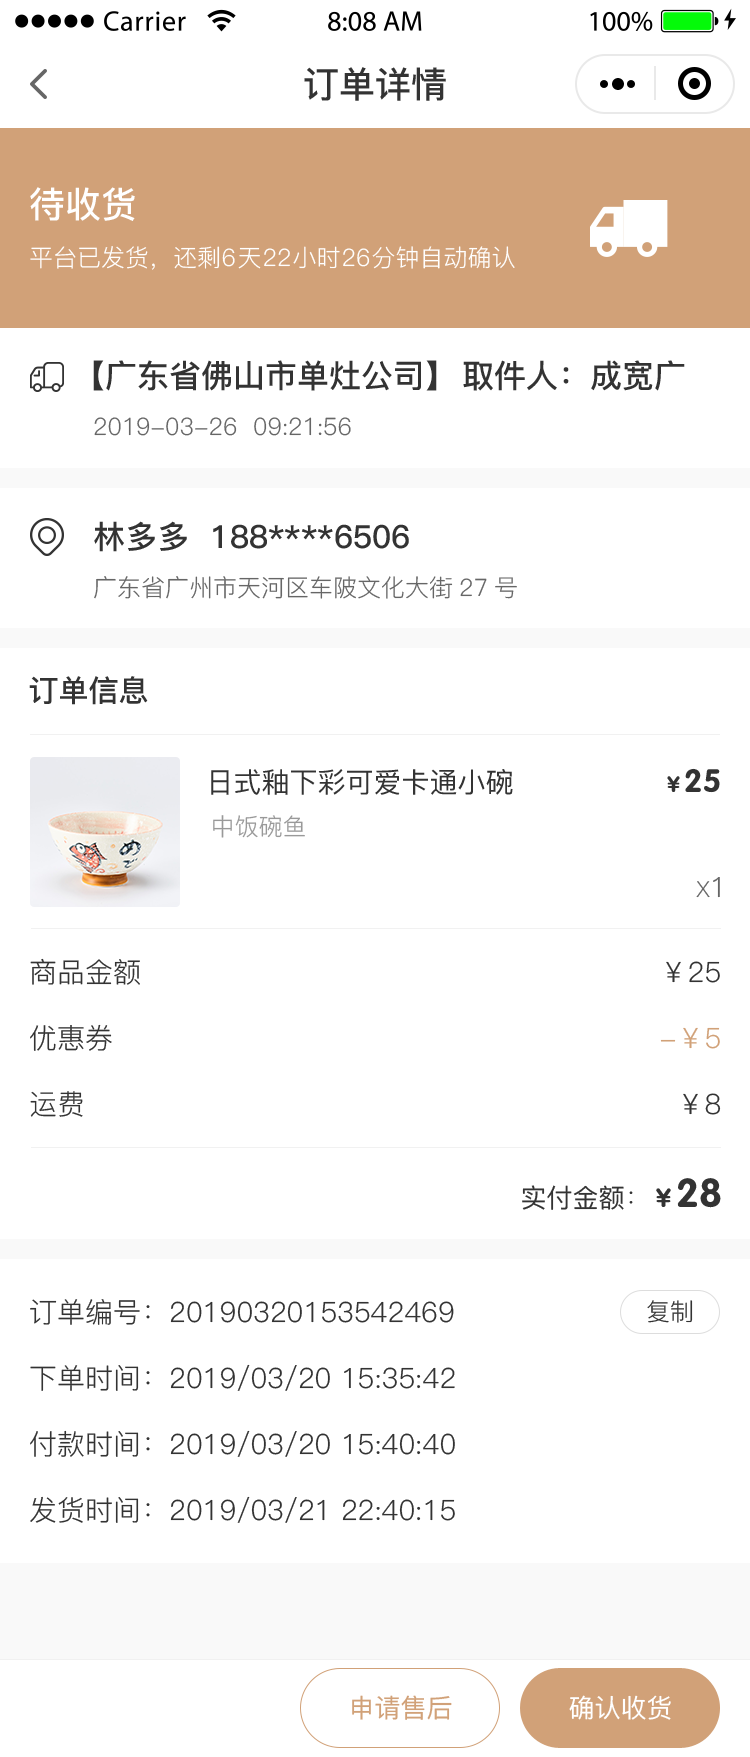 Carrier 8:08 AM 100%
订单详情
待收货
平台已发货，还剩6天22小时26分钟自动确认
【广东省佛山市单灶公司】取件人：成宽广
2019-03-26 09:21:56
林多多 188****6506
广东省广州市天河区车陂文化大街 27 号
订单信息
日式釉下彩可爱卡通小碗 ¥25
中饭碗鱼
x1
商品金额 ¥25
优惠券 -¥5
运费 ¥8
实付金额：¥28
订单编号：20190320153542469 复制
下单时间：2019/03/20 15:35:42
付款时间：2019/03/20 15:40:40
发货时间：2019/03/21 22:40:15
申请售后 确认收货